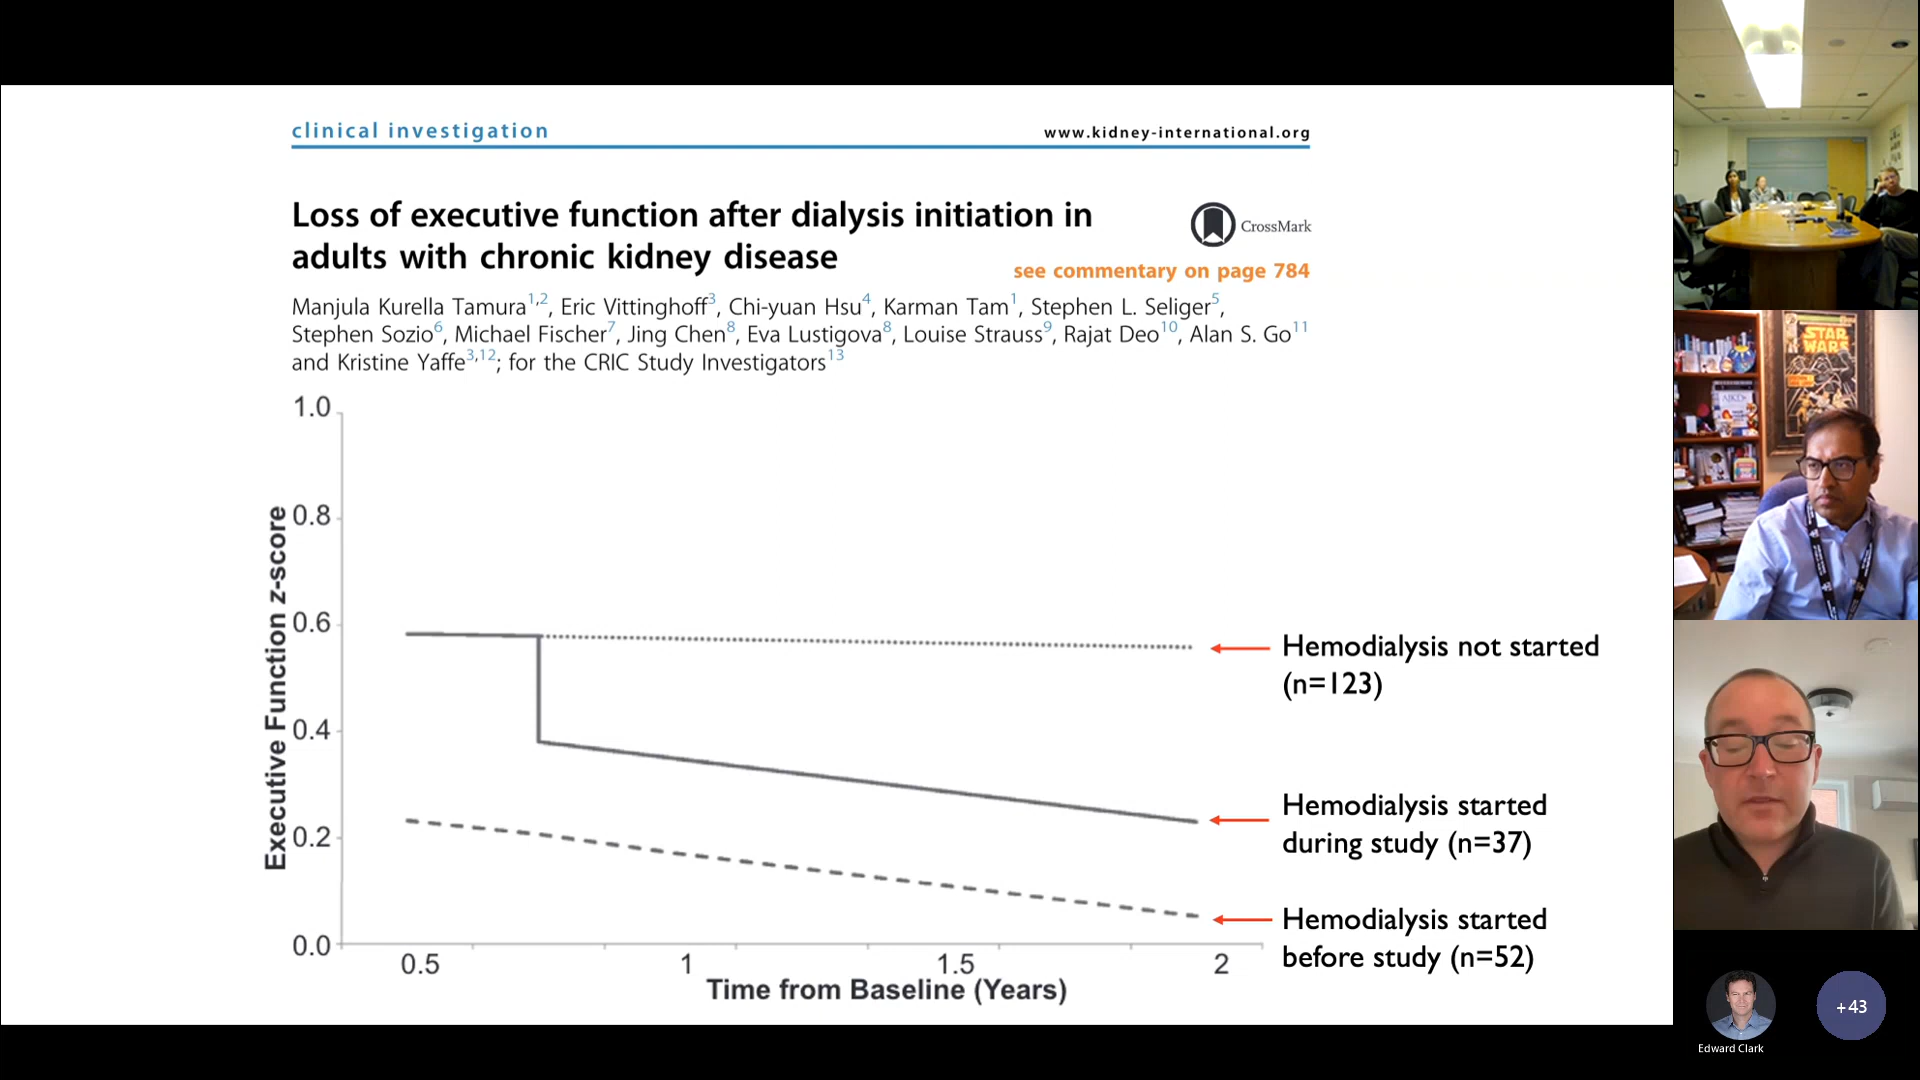 clinical investigation
www.kidney-international.org
Loss of executive function after dialysis initiation in
adults with chronic kidney disease
CrossMark
see commentary on page 784
Manjula Kurella Tamura1,2, Eric Vittinghoff3, Chi-yuan Hsu4, Karman Tam1, Stephen L. Seliger5,
Stephen Sozio6, Michael Fischer7, Jing Chen8, Eva Lustigova8, Louise Strauss9, Rajat Deo10, Alan S. Go11
and Kristine Yaffe3,12; for the CRIC Study Investigators13
Executive Function z-score
1.0
0.8
0.6
0.4
0.2
0.0
0.5
1
1.5
2
Time from Baseline (Years)
Hemodialysis not started
(n=123)
Hemodialysis started
during study (n=37)
Hemodialysis started
before study (n=52)
STAR
WARS
AJKD
Edward Clark
+43